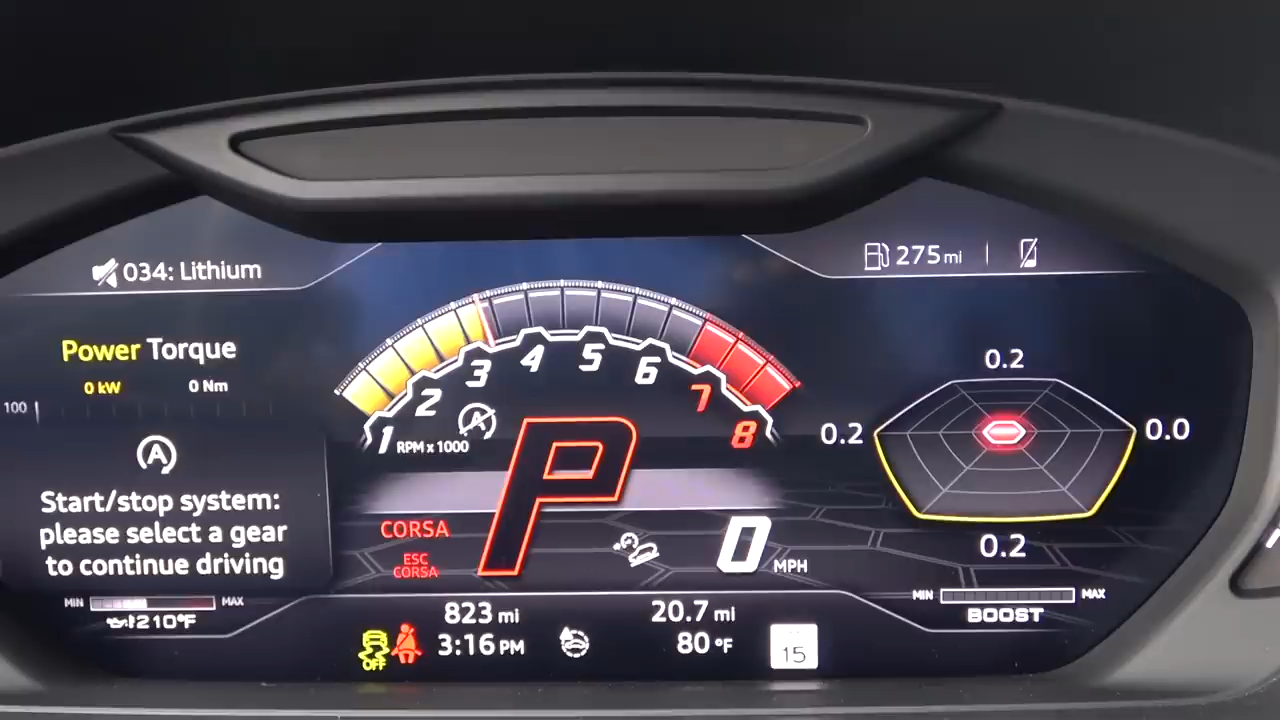 034: Lithium
275 mi
Power Torque
0 kW 0 Nm
100
1 2 3 4 5 6 7 8
RPM x 1000
A
Start/stop system:
please select a gear
to continue driving
P
CORSA
ESC
CORSA
0 MPH
0.2
0.2
0.0
0.2
MIN MAX
210°F
MIN MAX
BOOST
823 mi
20.7 mi
OFF
3:16 PM
80 °F
15